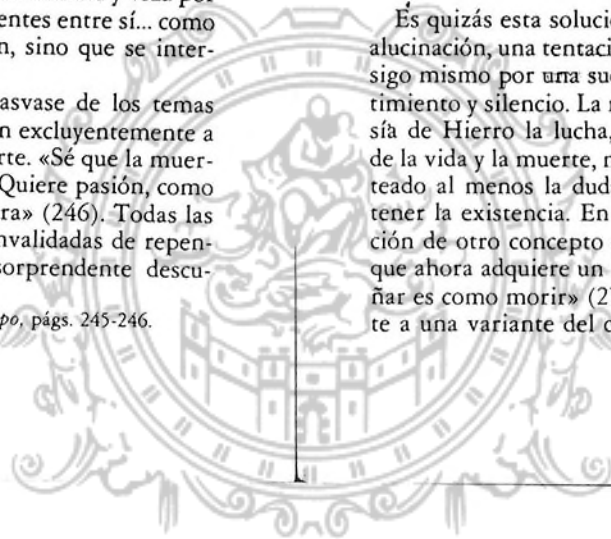 por
entes entre sí... como
n, sino que se inter-
asvase de los temas
n excluyentemente a
rte. «Sé que la muer-
Quiere pasión, como
ra» (246). Todas las
nvalidadas de repen-
sorprendente descu-
po, págs. 245-246.
Es quizás esta soluci
alucinación, una tentaci
sigo mismo por una su
timiento y silencio. La
sía de Hierro la lucha,
de la vida y la muerte,
teado al menos la dud
tener la existencia. En
ción de otro concepto
que ahora adquiere un
ñar es como morir» (2
te a una variante del